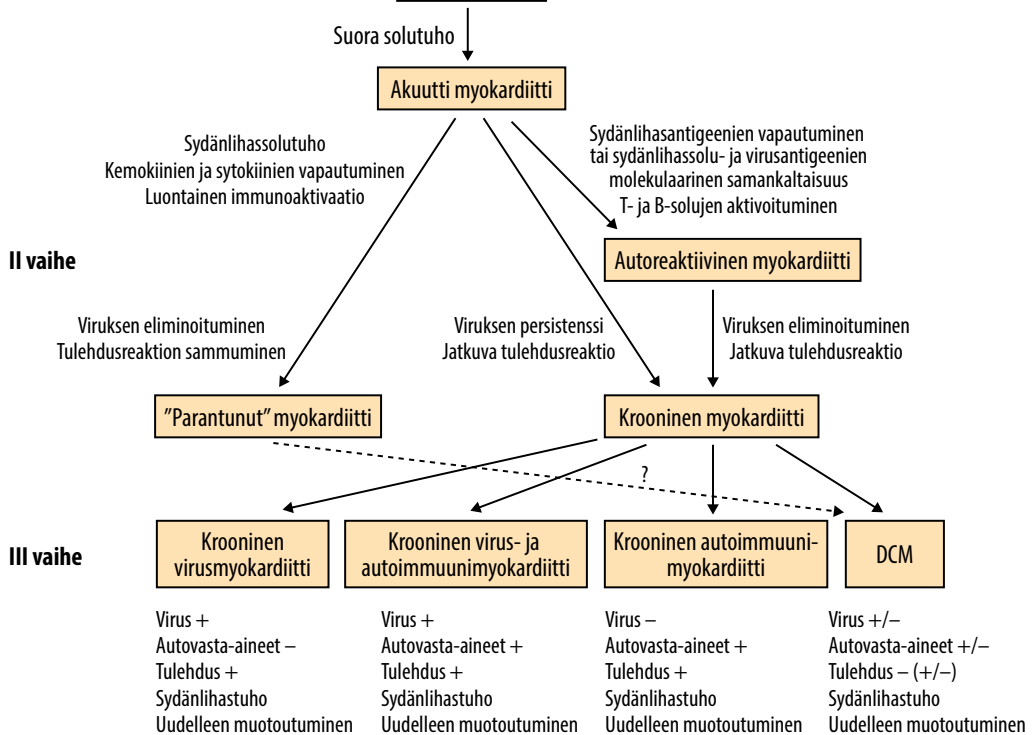 Suora solutuho
Akuutti myokardiitti
Sydänlihassolutuho
Kemokiinien ja sytokiinien vapautuminen
Luontainen immunoaktivaatio
Sydänlihasantigeenien vapautuminen
tai sydänlihassolu- ja virusantigeenien
molekulaarinen samankaltaisuus
T- ja B-solujen aktivoituminen
II vaihe
Autoreaktiivinen myokardiitti
Viruksen eliminoituminen
Tulehdusreaktion sammuminen
Viruksen persistenssi
Jatkuva tulehdusreaktio
Viruksen eliminoituminen
Jatkuva tulehdusreaktio
”Parantunut” myokardiitti
Krooninen myokardiitti
?
III vaihe
Krooninen
virusmyokardiitti
Krooninen virus- ja
autoimmuunimyokardiitti
Krooninen autoimmuuni-
myokardiitti
DCM
Virus +
Autovasta-aineet –
Tulehdus +
Sydänlihastuho
Uudelleen muotoutuminen
Virus +
Autovasta-aineet +
Tulehdus +
Sydänlihastuho
Uudelleen muotoutuminen
Virus –
Autovasta-aineet +
Tulehdus +
Sydänlihastuho
Uudelleen muotoutuminen
Virus +/–
Autovasta-aineet +/–
Tulehdus – (+/–)
Sydänlihastuho
Uudelleen muotoutuminen